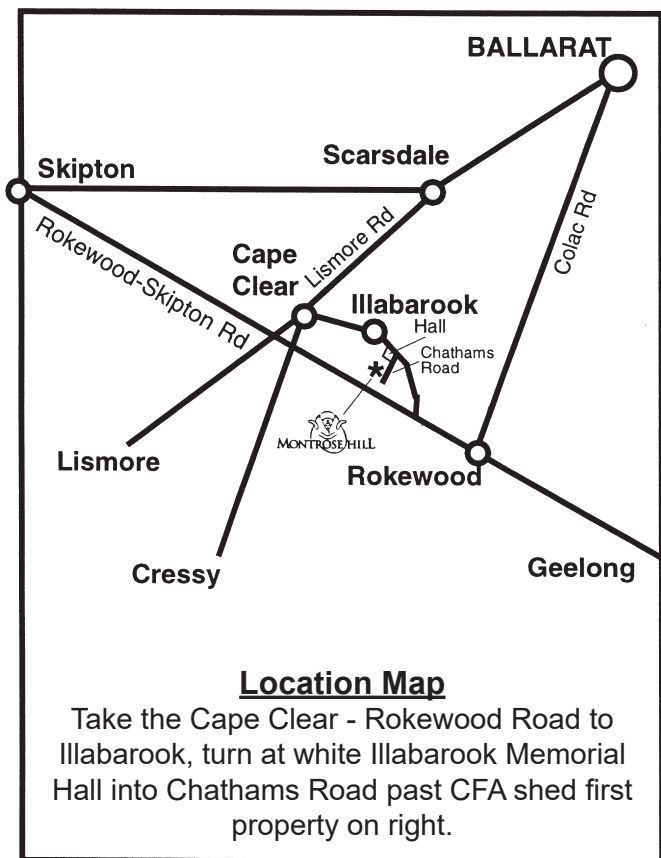 BALLARAT
Skipton
Scarsdale
Colac Rd
Lismore Rd
Rokewood-Skipton Rd
Cape
Clear
Illabarook
Hall
Chathams
Road
*
MONTROSE HILL
Lismore
Rokewood
Cressy
Geelong
Location Map
Take the Cape Clear - Rokewood Road to
Illabarook, turn at white Illabarook Memorial
Hall into Chathams Road past CFA shed first
property on right.